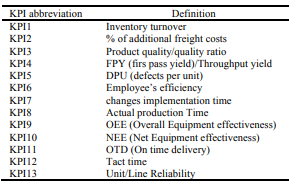 KPI abbreviation Definition
KPI1 Inventory turnover
KPI2 % of additional freight costs
KPI3 Product quality/quality ratio
KPI4 FPY (firs pass yield)/Throughput yield
KPI5 DPU (defects per unit)
KPI6 Employee's efficiency
KPI7 changes implementation time
KPI8 Actual production Time
KPI9 OEE (Overall Equipment effectiveness)
KPI10 NEE (Net Equipment effectiveness)
KPI11 OTD (On time delivery)
KPI12 Tact time
KPI13 Unit/Line Reliability